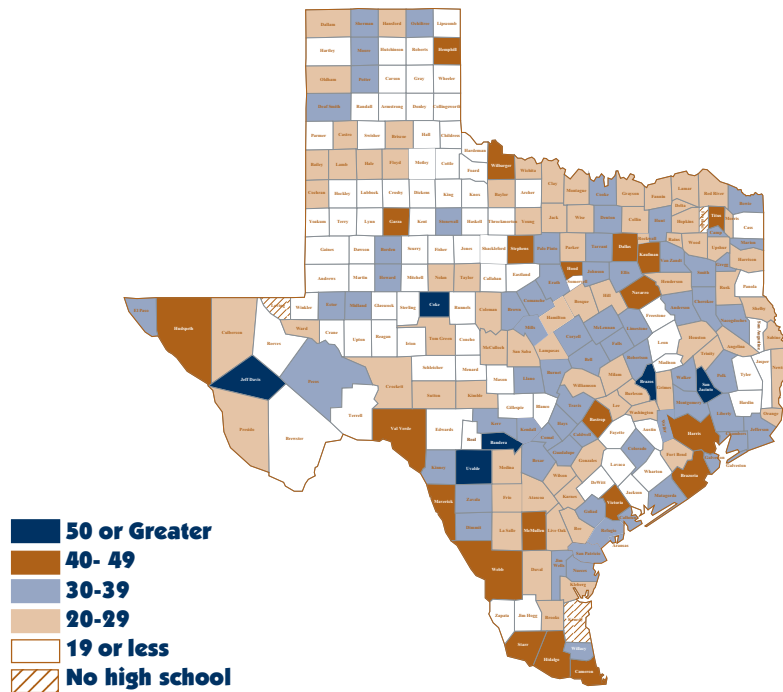 Dallam Sherman Hansford Ochiltree Lipscomb
Hartley Moore Hutchinson Roberts Hemphill
Oldham Potter Carson Gray Wheeler
Deaf Smith Randall Armstrong Donley Collingsworth
Parmer Castro Swisher Briscoe Hall Childress
Hardeman
Bailey Lamb Hale Floyd Motley Cottle Foard Wilbarger Wichita
Cochran Hockley Lubbock Crosby Dickens King Knox Baylor Archer Clay Montague Cooke Grayson Fannin Lamar Red River Bowie
Delta Titus Morris Cass
Yoakum Terry Lynn Garza Kent Stonewall Haskell Throckmorton Young Jack Wise Denton Collin Hunt Hopkins Camp
Rockwall Rains Wood Upshur Marion
Gaines Dawson Borden Scurry Fisher Jones Shackelford Stephens Palo Pinto Parker Tarrant Dallas Kaufman Van Zandt Gregg Harrison
Andrews Martin Howard Mitchell Nolan Taylor Callahan Eastland Erath Hood Somervell Johnson Ellis Henderson Smith Rusk Panola
El Paso Hudspeth Culberson Winkler Ector Midland Glasscock Sterling Coke Runnels Coleman Brown Comanche Bosque Hill Navarro Anderson Cherokee Shelby
Reeves Ward Crane Upton Reagan Irion Tom Green Concho McCulloch San Saba Mills Hamilton McLennan Limestone Freestone Leon Houston Angelina Sabine
Jeff Davis Pecos Crockett Schleicher Menard Mason Llano Lampasas Coryell Bell Falls Robertson Madison Trinity Polk Tyler Jasper
Presidio Brewster Terrell Sutton Kimble Gillespie Blanco Burnet Williamson Milam Burleson Brazos Grimes Walker San Jacinto Hardin Orange
Val Verde Edwards Real Kerr Kendall Hays Bastrop Lee Washington Montgomery Liberty Jefferson
Bandera Comal Caldwell Fayette Austin Harris
Kinney Uvalde Medina Bexar Guadalupe Gonzales Lavaca Colorado Fort Bend Galveston
Maverick Zavala Frio Atascosa Wilson Karnes DeWitt Jackson Wharton Brazoria
Dimmit La Salle McMullen Live Oak Bee Goliad Victoria Matagorda
Refugio Aransas
Webb Duval Jim Wells San Patricio Nueces
Kleberg
Zapata Jim Hogg Brooks
Starr Hidalgo Willacy
Cameron
50 or Greater
40- 49
30-39
20-29
19 or less
No high school